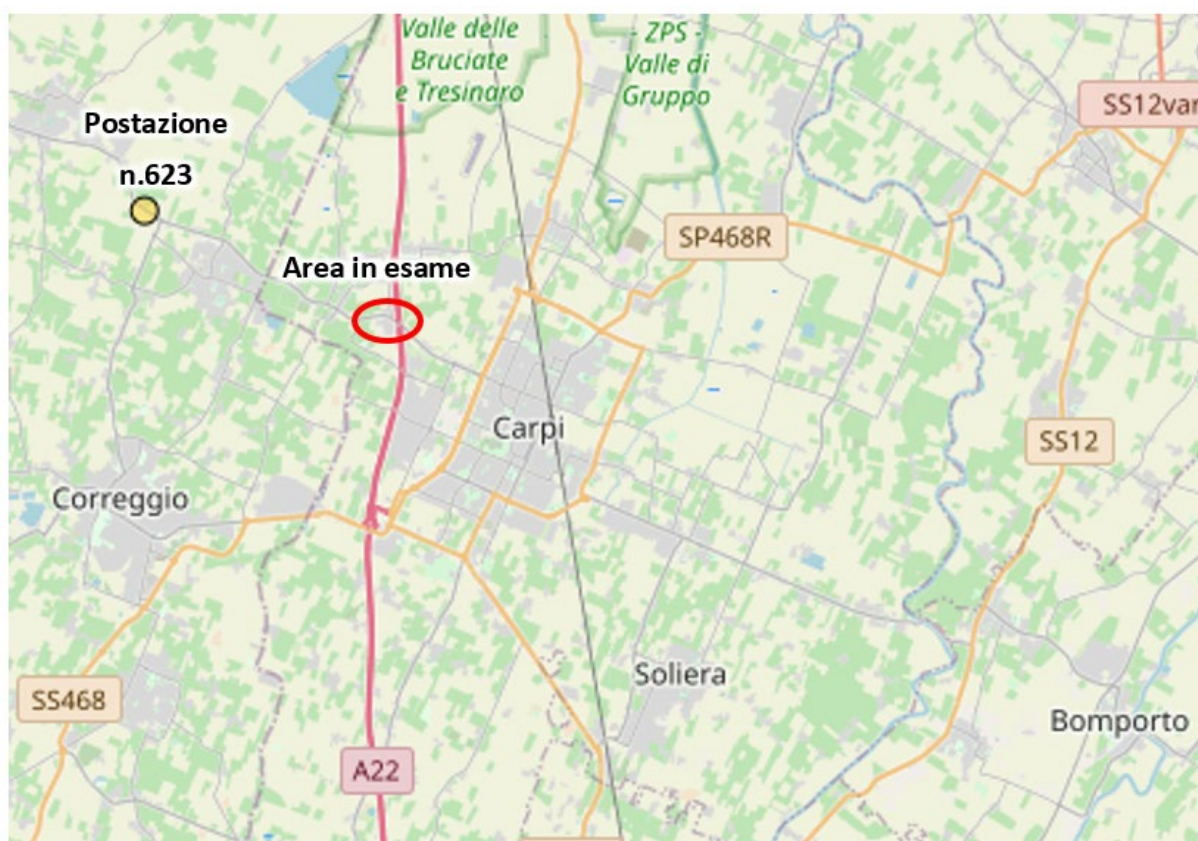 Valle delle
Bruciate
e Tresinaro
- ZPS -
Valle di
Gruppo
SS12var
Postazione
n.623
SP468R
Area in esame
Carpi
SS12
Correggio
Soliera
SS468
Bomporto
A22